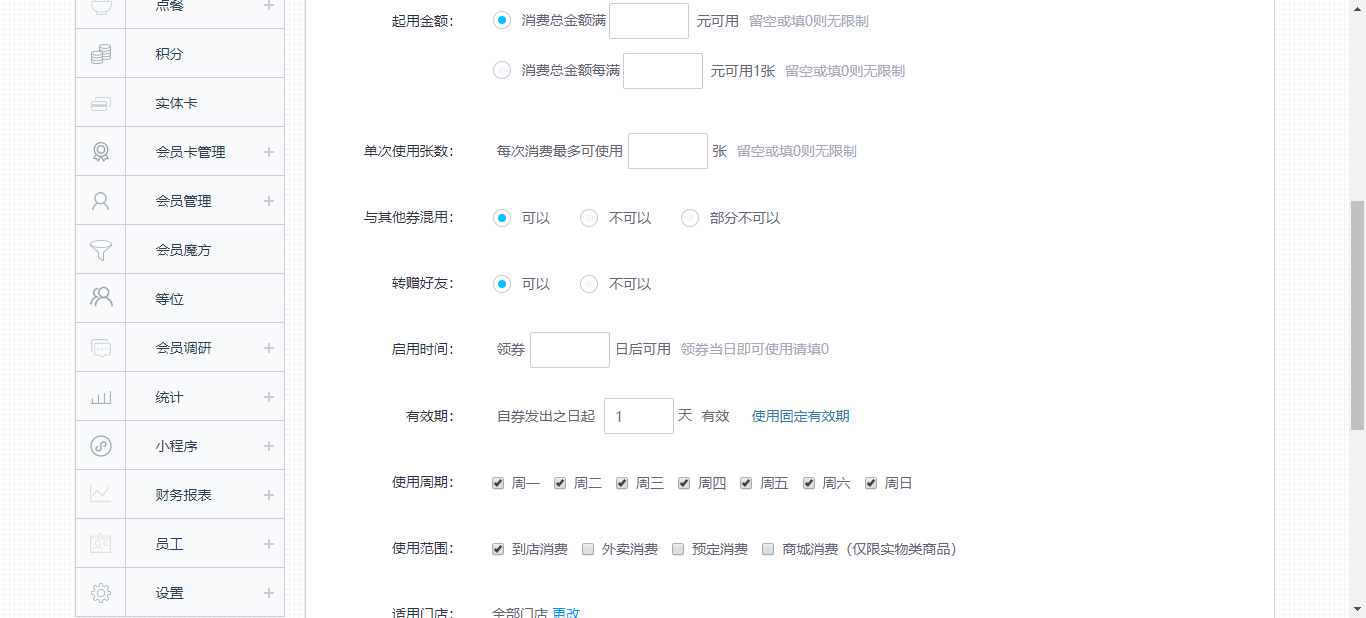 点餐
积分
实体卡
会员卡管理
会员管理
会员魔方
等位
会员调研
统计
小程序
财务报表
员工
设置
起用金额： 消费总金额满 元可用 留空或填0则无限制
消费总金额每满 元可用1张 留空或填0则无限制
单次使用张数： 每次消费最多可使用 张 留空或填0则无限制
与其他券混用： 可以 不可以 部分不可以
转赠好友： 可以 不可以
启用时间： 领券 日后可用 领券当日即可使用请填0
有效期： 自券发出之日起 1 天 有效 使用固定有效期
使用周期： 周一 周二 周三 周四 周五 周六 周日
使用范围： 到店消费 外卖消费 预定消费 商城消费（仅限实物类商品）
适用门店： 全部门店 更改